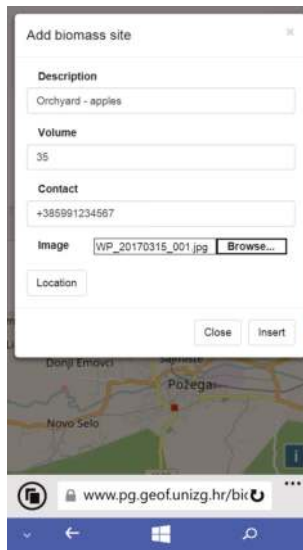 Add biomass site
×
Description
Orchyard - apples
Volume
35
Contact
+385991234567
Image WP_20170315_001.jpg Browse...
Location
Close Insert
Donji Emovci
Požega
Novo Selo
i
www.pg.geof.unizg.hr/bio